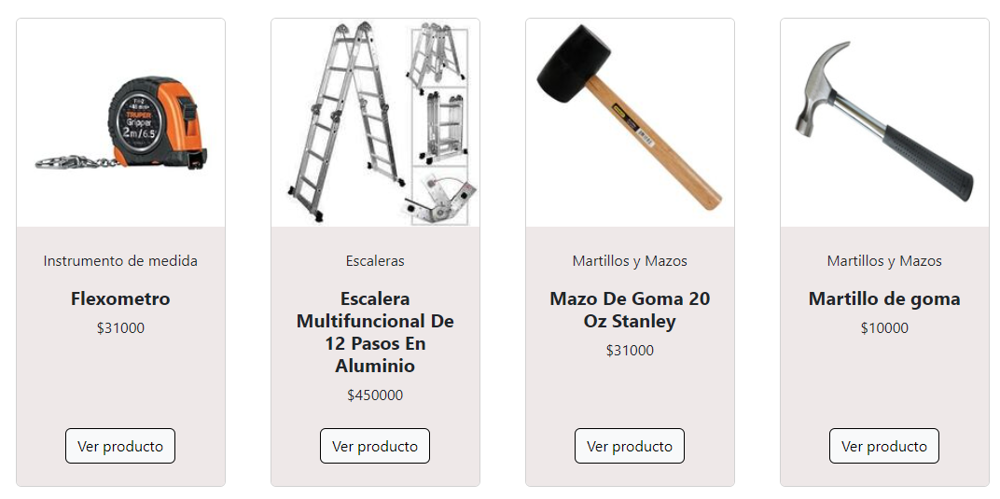 TRUPER
Gripper
2m/6.5'
Instrumento de medida
Flexometro
$31000
Ver producto
Escaleras
Escalera
Multifuncional De
12 Pasos En
Aluminio
$450000
Ver producto
Martillos y Mazos
Mazo De Goma 20
Oz Stanley
$31000
Ver producto
Martillos y Mazos
Martillo de goma
$10000
Ver producto